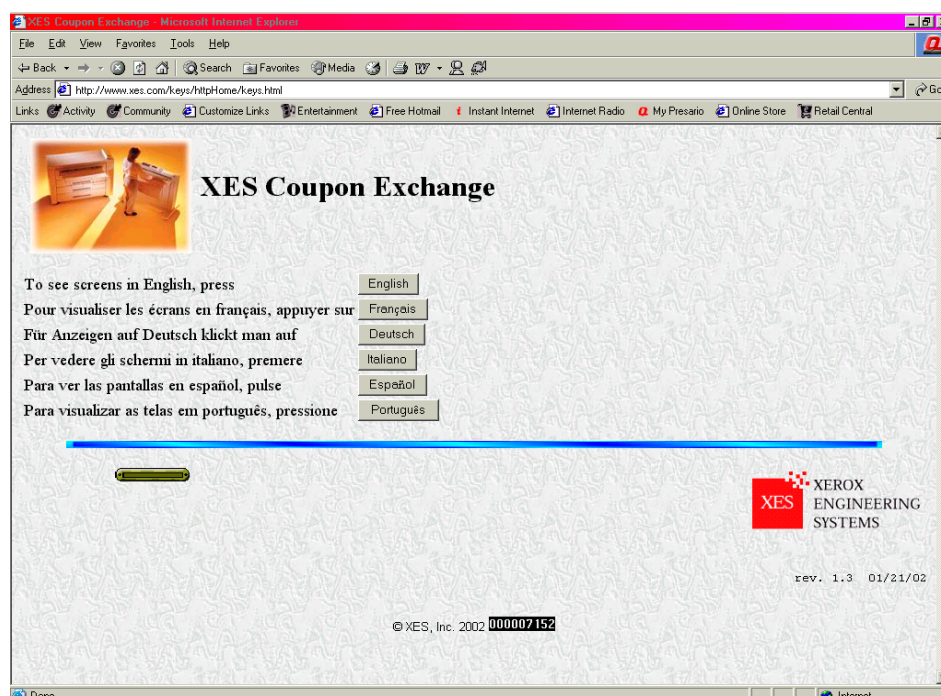 XES Coupon Exchange - Microsoft Internet Explorer
File Edit View Favorites Tools Help
Back Search Favorites Media
Address http://www.xes.com/keys/httpHome/keys.html Go
Links Activity Community Customize Links Entertainment Free Hotmail Instant Internet Internet Radio My Presario Online Store Retail Central
XES Coupon Exchange
To see screens in English, press English
Pour visualiser les écrans en français, appuyer sur Français
Für Anzeigen auf Deutsch klickt man auf Deutsch
Per vedere gli schermi in italiano, premere Italiano
Para ver las pantallas en español, pulse Español
Para visualizar as telas em português, pressione Português
XES
XEROX
ENGINEERING
SYSTEMS
rev. 1.3 01/21/02
© XES, Inc. 2002 000007152
Done Internet